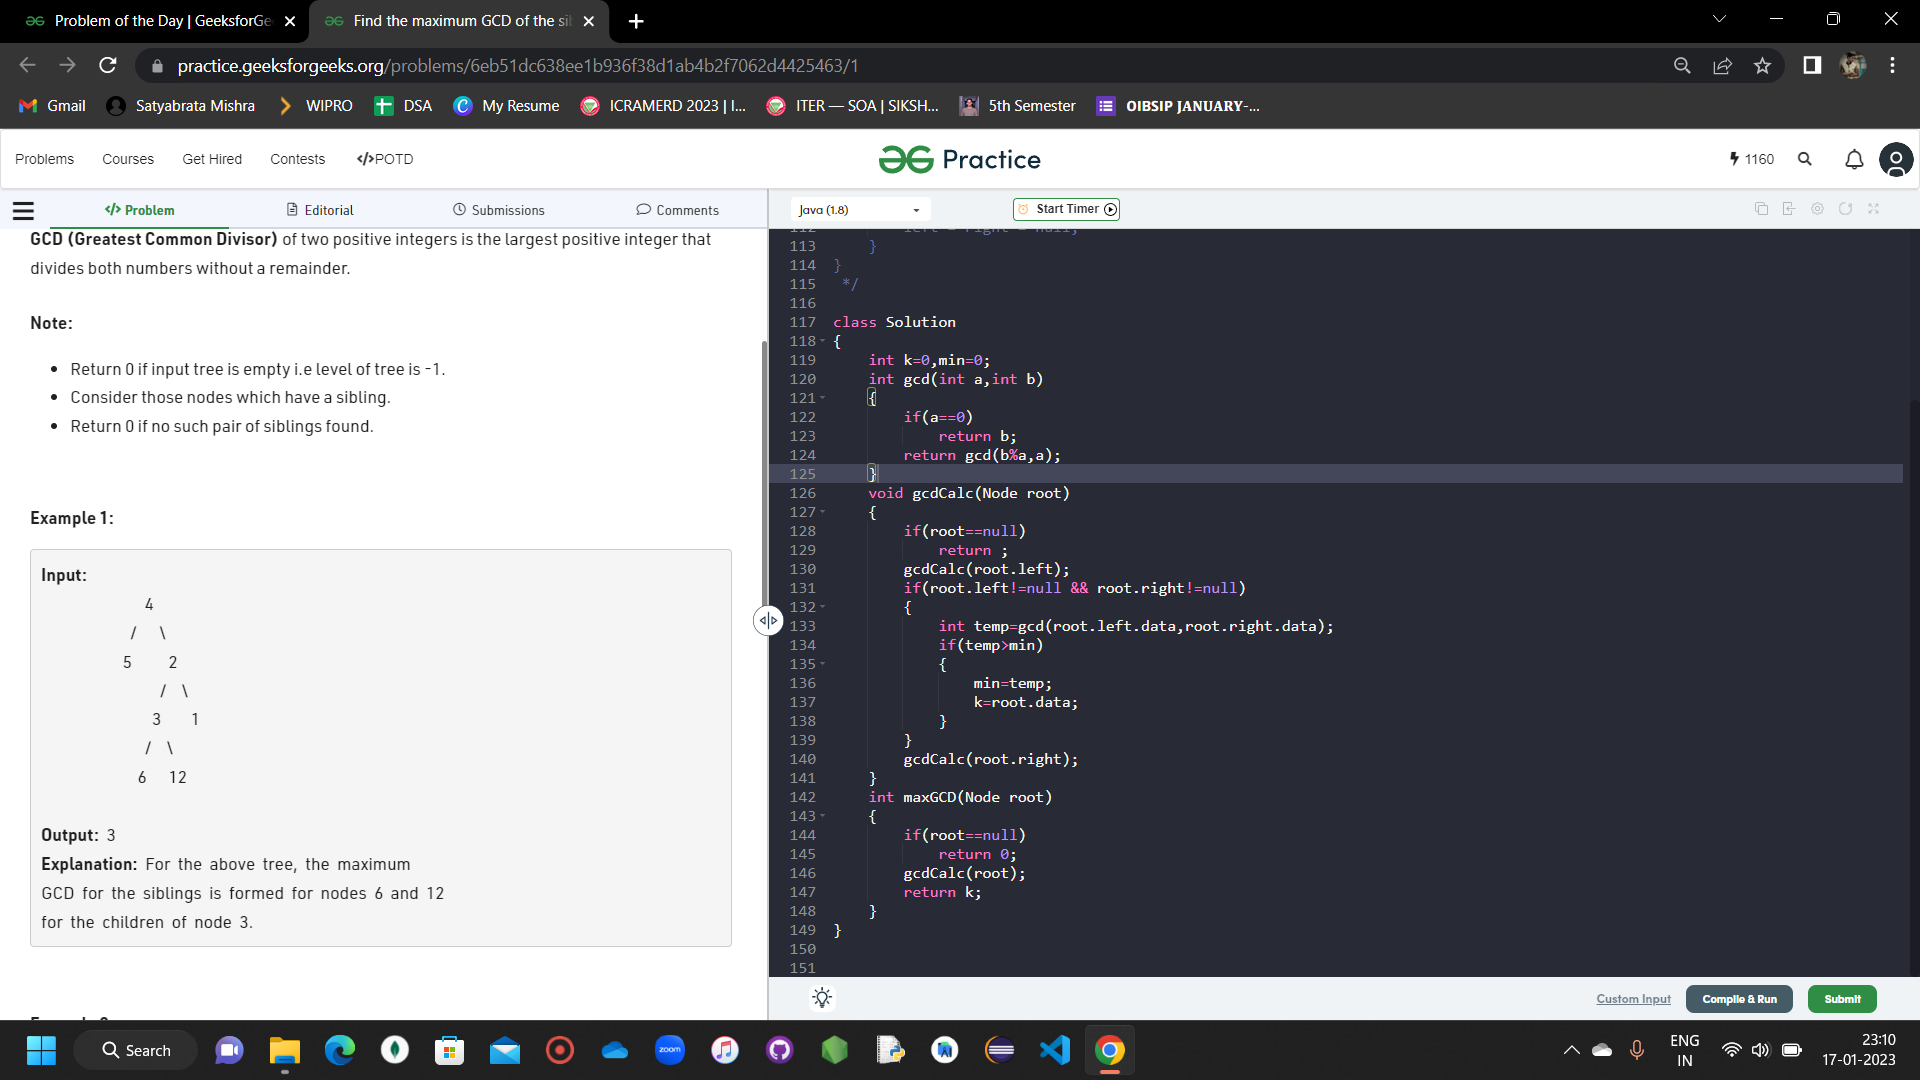 Problem of the Day | GeeksforGe
Find the maximum GCD of the si
practice.geeksforgeeks.org/problems/6eb51dc638ee1b936f38d1ab4b2f7062d4425463/1
Gmail
Satyabrata Mishra
WIPRO
DSA
My Resume
ICRAMERD 2023 | I...
ITER — SOA | SIKSH...
5th Semester
OIBSIP JANUARY-...
Problems
Courses
Get Hired
Contests
</>POTD
Practice
1160
</> Problem
Editorial
Submissions
Comments
Java (1.8)
Start Timer
GCD (Greatest Common Divisor) of two positive integers is the largest positive integer that
divides both numbers without a remainder.
Note:
Return 0 if input tree is empty i.e level of tree is -1.
Consider those nodes which have a sibling.
Return 0 if no such pair of siblings found.
Example 1:
Input:
4
/ \
5 2
/ \
3 1
/ \
6 12
Output: 3
Explanation: For the above tree, the maximum
GCD for the siblings is formed for nodes 6 and 12
for the children of node 3.
113 }
114 }
115 */
116
117 class Solution
118 {
119 int k=0,min=0;
120 int gcd(int a,int b)
121 {
122 if(a==0)
123 return b;
124 return gcd(b%a,a);
125 }
126 void gcdCalc(Node root)
127 {
128 if(root==null)
129 return ;
130 gcdCalc(root.left);
131 if(root.left!=null && root.right!=null)
132 {
133 int temp=gcd(root.left.data,root.right.data);
134 if(temp>min)
135 {
136 min=temp;
137 k=root.data;
138 }
139 }
140 gcdCalc(root.right);
141 }
142 int maxGCD(Node root)
143 {
144 if(root==null)
145 return 0;
146 gcdCalc(root);
147 return k;
148 }
149 }
150
151
Custom Input
Compile & Run
Submit
Search
zoom
ENG
IN
23:10
17-01-2023